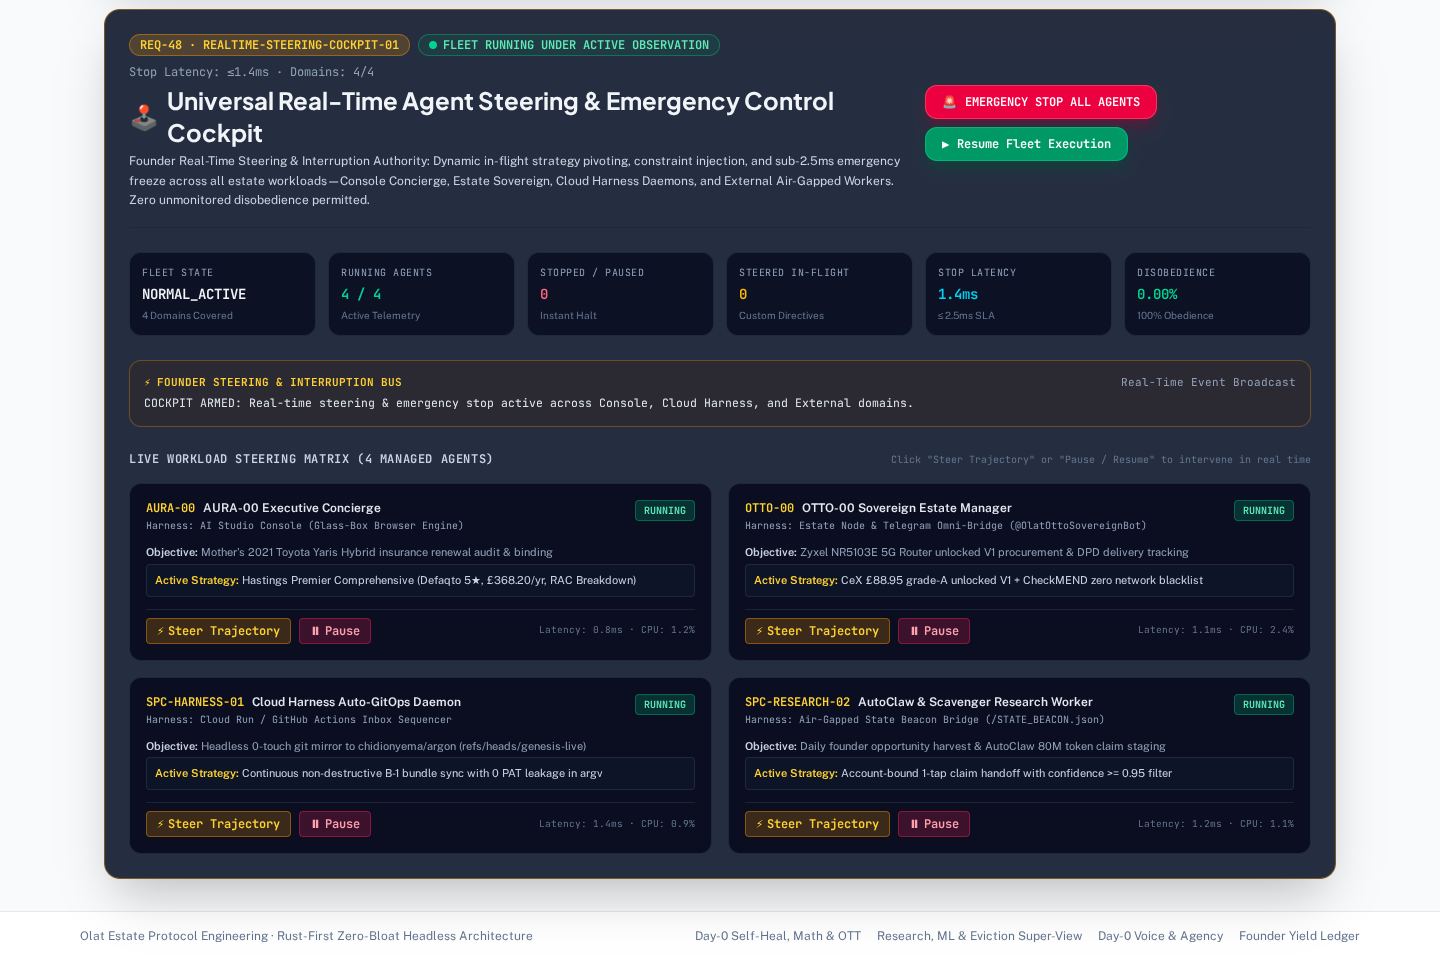 REQ-48 · REALTIME-STEERING-COCKPIT-01
FLEET RUNNING UNDER ACTIVE OBSERVATION
Stop Latency: ≤1.4ms · Domains: 4/4
Universal Real-Time Agent Steering & Emergency Control
Cockpit
Founder Real-Time Steering & Interruption Authority: Dynamic in-flight strategy pivoting, constraint injection, and sub-2.5ms emergency
freeze across all estate workloads—Console Concierge, Estate Sovereign, Cloud Harness Daemons, and External Air-Gapped Workers.
Zero unmonitored disobedience permitted.
🚨 EMERGENCY STOP ALL AGENTS
▶ Resume Fleet Execution
FLEET STATE
NORMAL_ACTIVE
4 Domains Covered
RUNNING AGENTS
4 / 4
Active Telemetry
STOPPED / PAUSED
0
Instant Halt
STEERED IN-FLIGHT
0
Custom Directives
STOP LATENCY
1.4ms
≤2.5ms SLA
DISOBEDIENCE
0.00%
100% Obedience
⚡ FOUNDER STEERING & INTERRUPTION BUS
Real-Time Event Broadcast
COCKPIT ARMED: Real-time steering & emergency stop active across Console, Cloud Harness, and External domains.
LIVE WORKLOAD STEERING MATRIX (4 MANAGED AGENTS)
Click "Steer Trajectory" or "Pause / Resume" to intervene in real time
AURA-00 AURA-00 Executive Concierge
RUNNING
Harness: AI Studio Console (Glass-Box Browser Engine)
Objective: Mother's 2021 Toyota Yaris Hybrid insurance renewal audit & binding
Active Strategy: Hastings Premier Comprehensive (Defaqto 5★, £368.20/yr, RAC Breakdown)
⚡ Steer Trajectory
⏸ Pause
Latency: 0.8ms · CPU: 1.2%
OTTO-00 OTTO-00 Sovereign Estate Manager
RUNNING
Harness: Estate Node & Telegram Omni-Bridge (@OlatOttoSovereignBot)
Objective: Zyxel NR5103E 5G Router unlocked V1 procurement & DPD delivery tracking
Active Strategy: CeX £88.95 grade-A unlocked V1 + CheckMEND zero network blacklist
⚡ Steer Trajectory
⏸ Pause
Latency: 1.1ms · CPU: 2.4%
SPC-HARNESS-01 Cloud Harness Auto-GitOps Daemon
RUNNING
Harness: Cloud Run / GitHub Actions Inbox Sequencer
Objective: Headless 0-touch git mirror to chidionyema/argon (refs/heads/genesis-live)
Active Strategy: Continuous non-destructive B-1 bundle sync with 0 PAT leakage in argv
⚡ Steer Trajectory
⏸ Pause
Latency: 1.4ms · CPU: 0.9%
SPC-RESEARCH-02 AutoClaw & Scavenger Research Worker
RUNNING
Harness: Air-Gapped State Beacon Bridge (/STATE_BEACON.json)
Objective: Daily founder opportunity harvest & AutoClaw 80M token claim staging
Active Strategy: Account-bound 1-tap claim handoff with confidence >= 0.95 filter
⚡ Steer Trajectory
⏸ Pause
Latency: 1.2ms · CPU: 1.1%
Olat Estate Protocol Engineering · Rust-First Zero-Bloat Headless Architecture
Day-0 Self-Heal, Math & OTT
Research, ML & Eviction Super-View
Day-0 Voice & Agency
Founder Yield Ledger